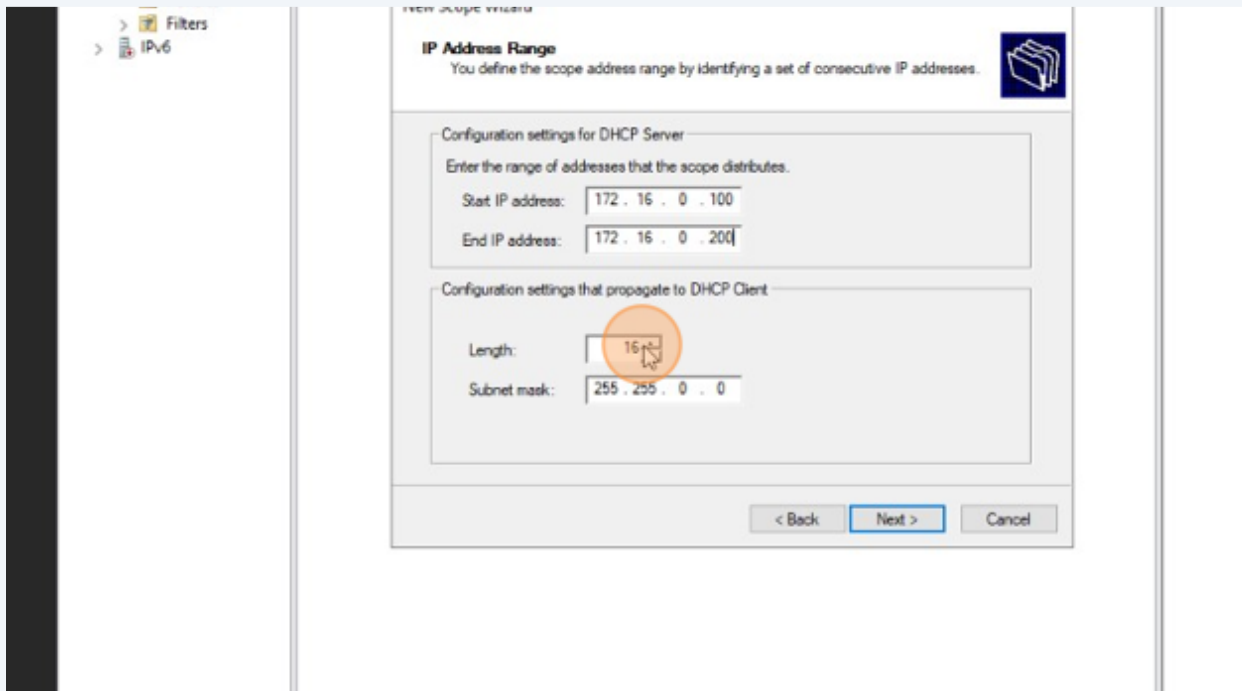 New Scope Wizard
Filters
IPv6
IP Address Range
You define the scope address range by identifying a set of consecutive IP addresses.
Configuration settings for DHCP Server
Enter the range of addresses that the scope distributes.
Start IP address: 172 . 16 . 0 . 100
End IP address: 172 . 16 . 0 . 200
Configuration settings that propagate to DHCP Client
Length: 16
Subnet mask: 255 . 255 . 0 . 0
< Back Next > Cancel